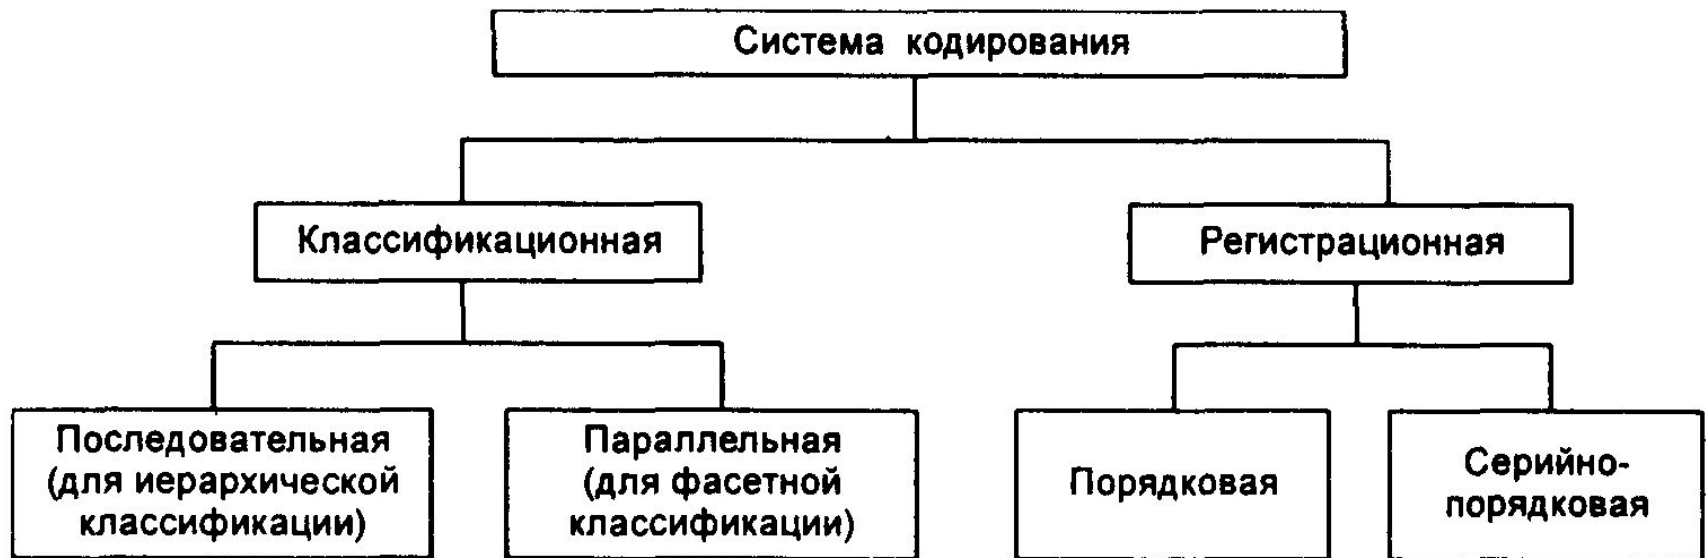 Система кодирования
Классификационная
Регистрационная
Последовательная
(для иерархической
классификации)
Параллельная
(для фасетной
классификации)
Порядковая
Серийно-
порядковая